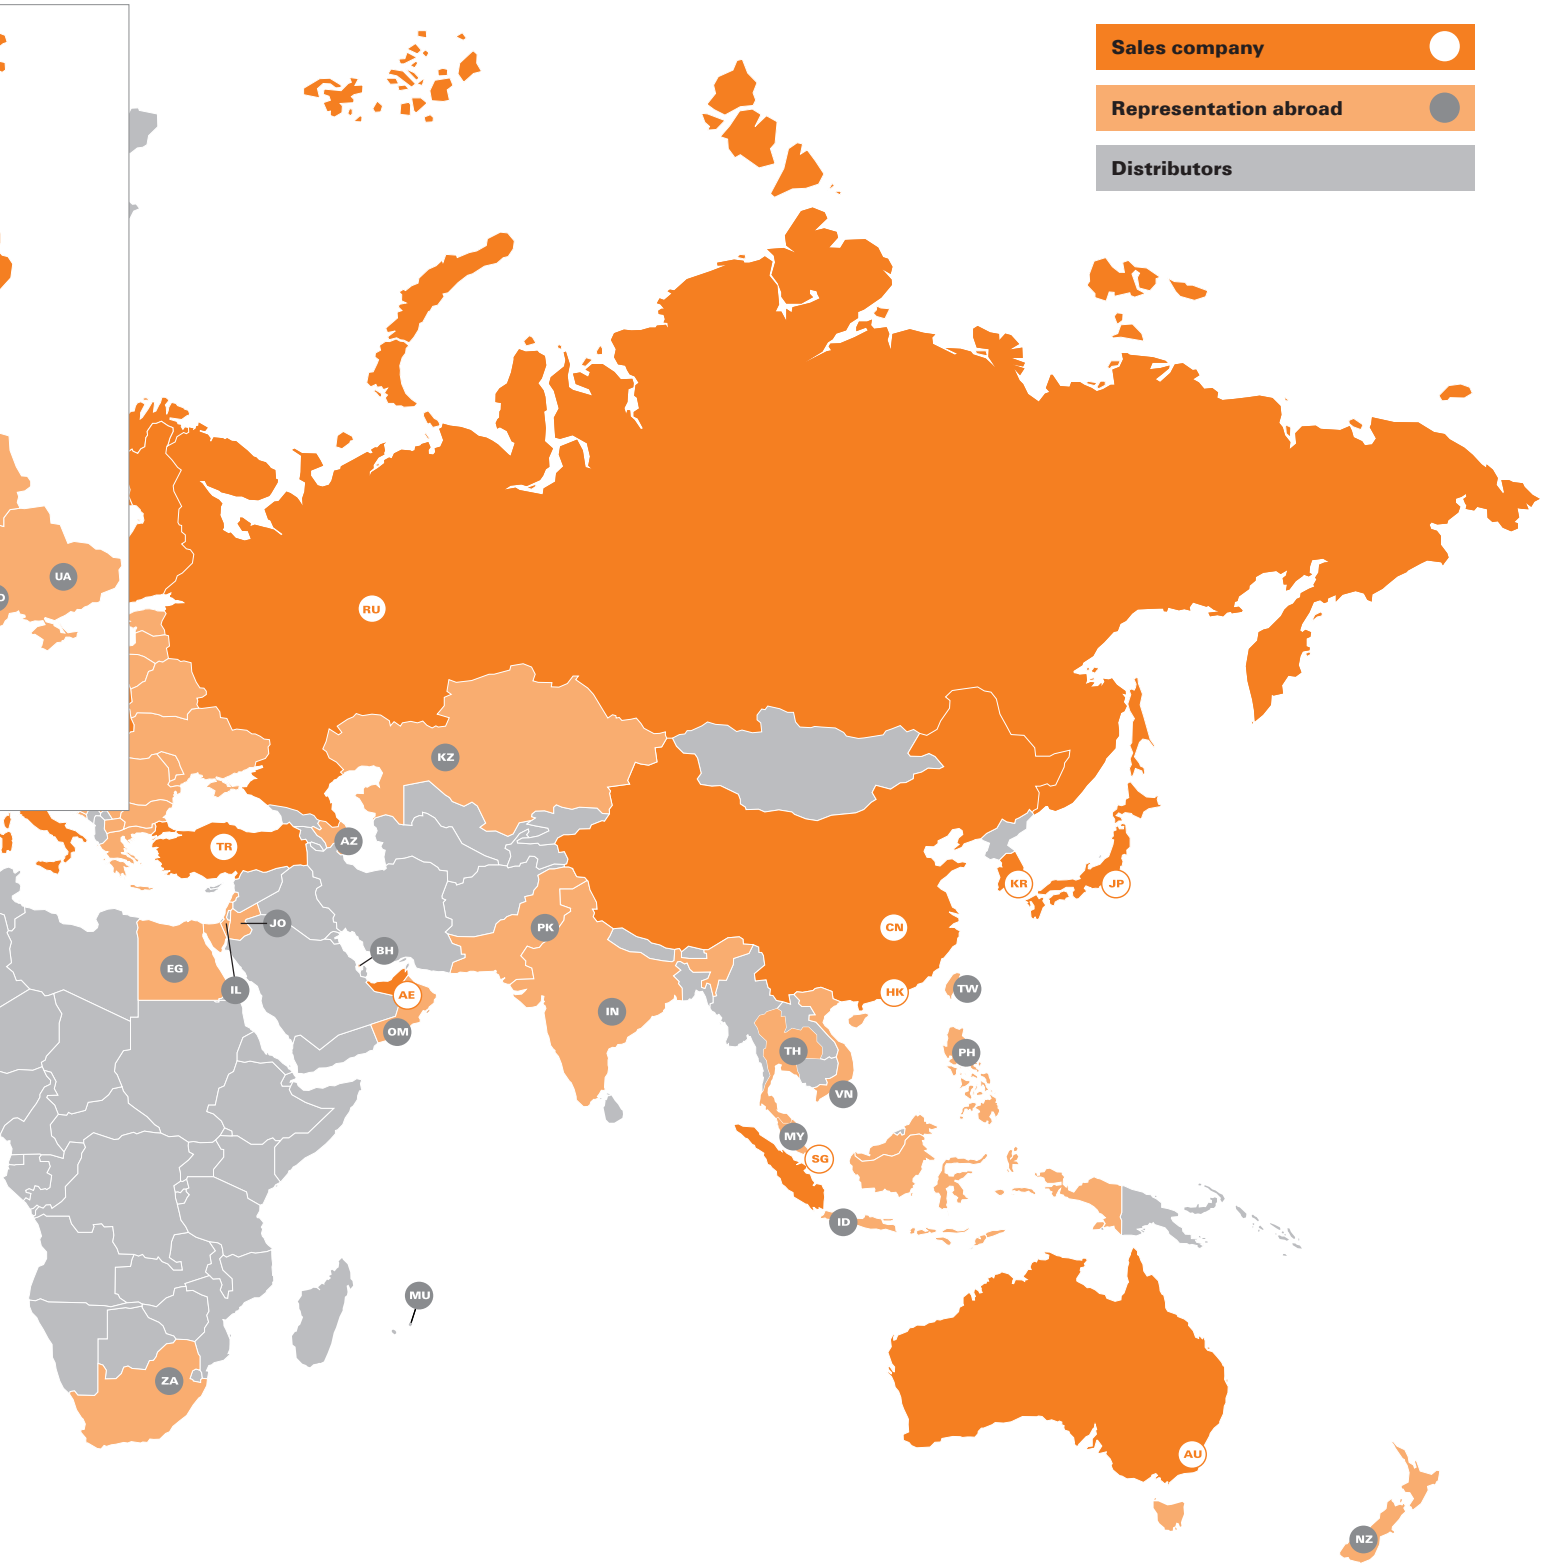 Sales company
Representation abroad
Distributors
UA
RU
KZ
AZ
TR
KR
JP
JO
PK
CN
BH
EG
IL
AE
HK
TW
IN
OM
TH
PH
VN
MY
SG
ID
MU
ZA
AU
NZ